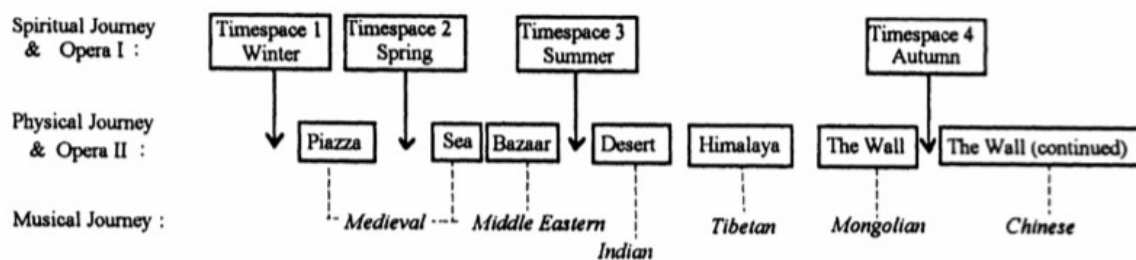 Spiritual Journey
& Opera I :
Timespace 1
Winter
Timespace 2
Spring
Timespace 3
Summer
Timespace 4
Autumn
Physical Journey
& Opera II :
Piazza
Sea
Bazaar
Desert
Himalaya
The Wall
The Wall (continued)
Musical Journey :
Medieval
Middle Eastern
Indian
Tibetan
Mongolian
Chinese